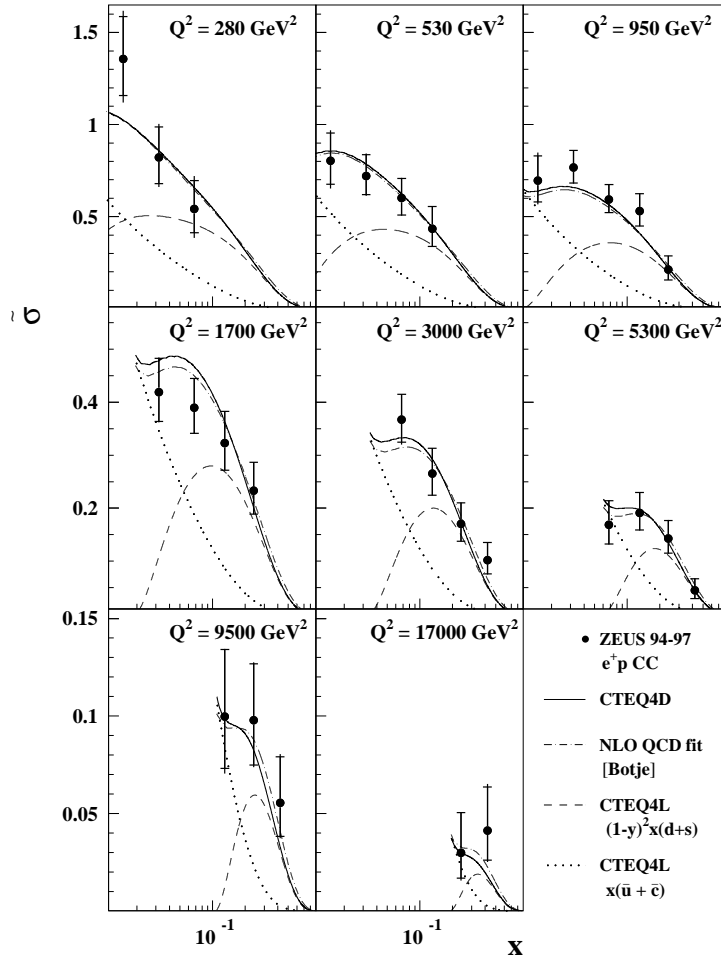 Q² = 280 GeV² Q² = 530 GeV² Q² = 950 GeV²
1.5
1
0.5
σ̃
Q² = 1700 GeV² Q² = 3000 GeV² Q² = 5300 GeV²
0.4
0.2
Q² = 9500 GeV² Q² = 17000 GeV²
0.15
0.1
0.05
ZEUS 94-97
e⁺p CC
CTEQ4D
NLO QCD fit
[Botje]
CTEQ4L
(1-y)²x(d+s)
CTEQ4L
x(ū + c̄)
10⁻¹ 10⁻¹ x